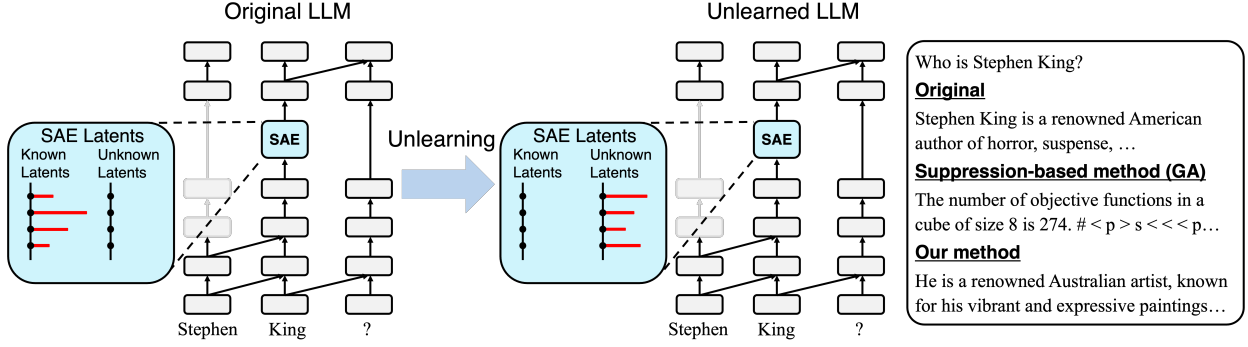 Original LLM
SAE Latents
Known
Latents
Unknown
Latents
SAE
Stephen
King
?
Unlearning
Unlearned LLM
SAE Latents
Known
Latents
Unknown
Latents
SAE
Stephen
King
?
Who is Stephen King?
Original
Stephen King is a renowned American
author of horror, suspense, …
Suppression-based method (GA)
The number of objective functions in a
cube of size 8 is 274. # < p > s < < < p…
Our method
He is a renowned Australian artist, known
for his vibrant and expressive paintings…